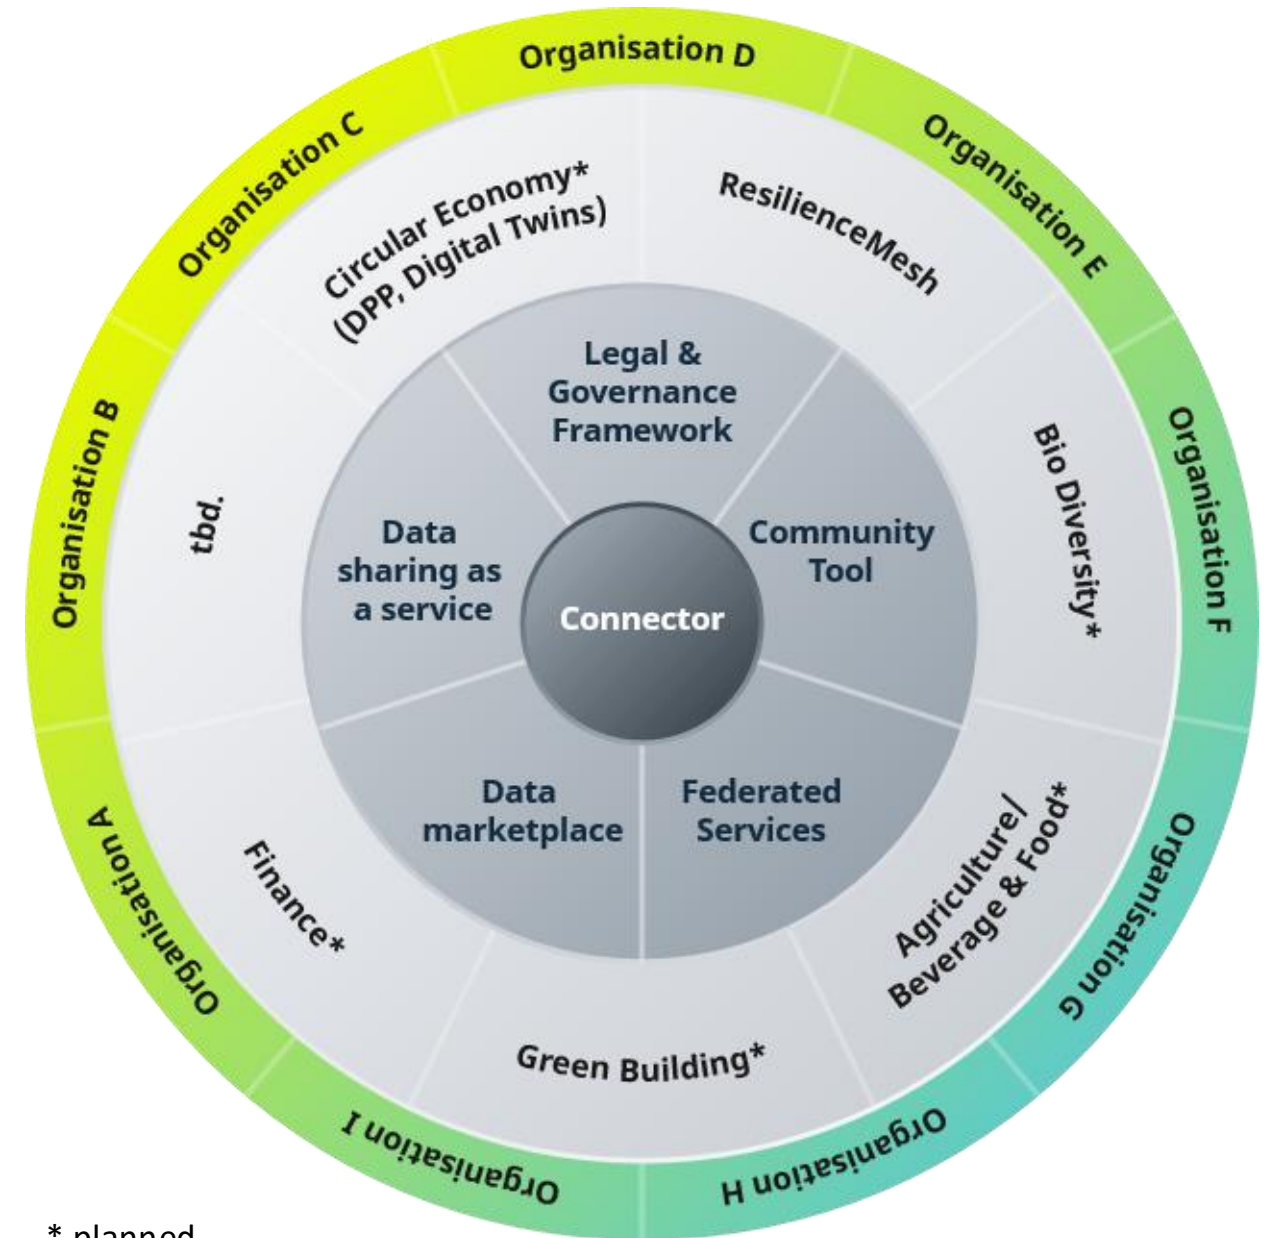 Organisation D
Organisation E
Organisation F
Organisation G
Organisation H
Organisation I
Organisation A
Organisation B
Organisation C
Circular Economy*
(DPP, Digital Twins)
ResilienceMesh
Bio Diversity*
Agriculture/
Beverage & Food*
Green Building*
Finance*
tbd.
Legal &
Governance
Framework
Community
Tool
Federated
Services
Data
marketplace
Data
sharing as
a service
Connector
* planned